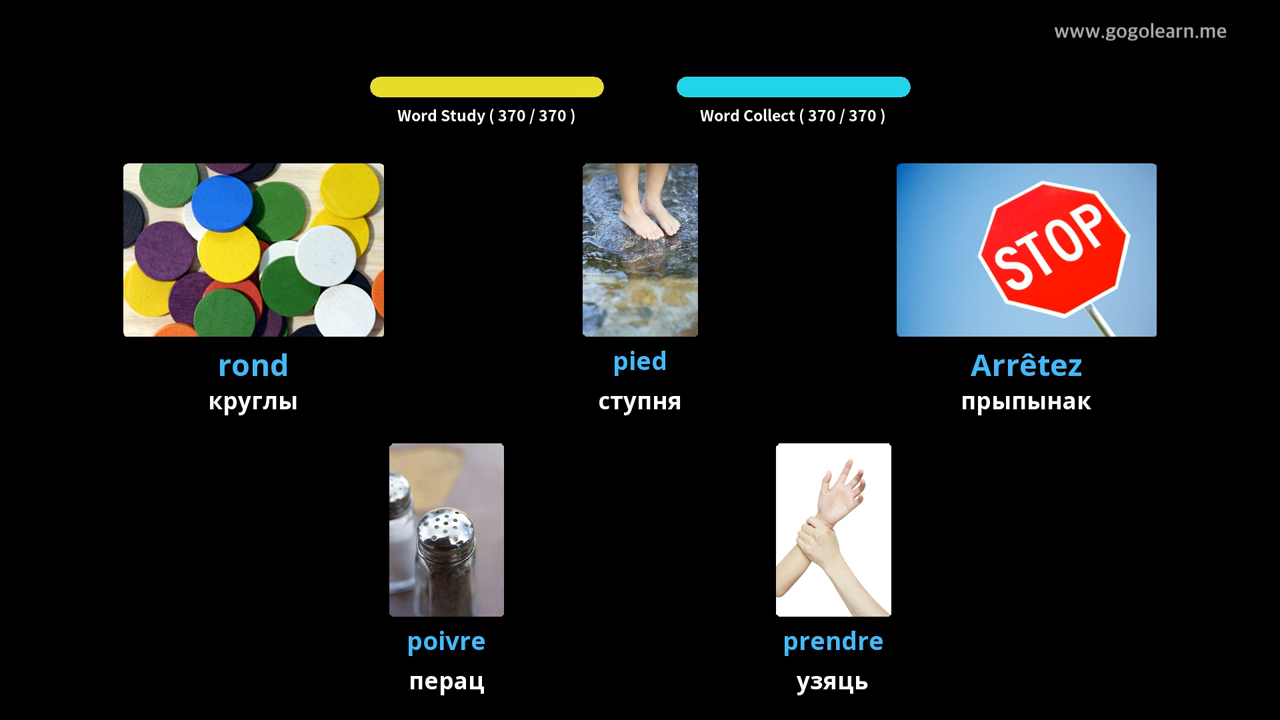 www.gogolearn.me
Word Study ( 370 / 370 )
Word Collect ( 370 / 370 )
STOP
rond
pied
Arrêtez
круглы
ступня
прыпынак
poivre
prendre
перац
узяць